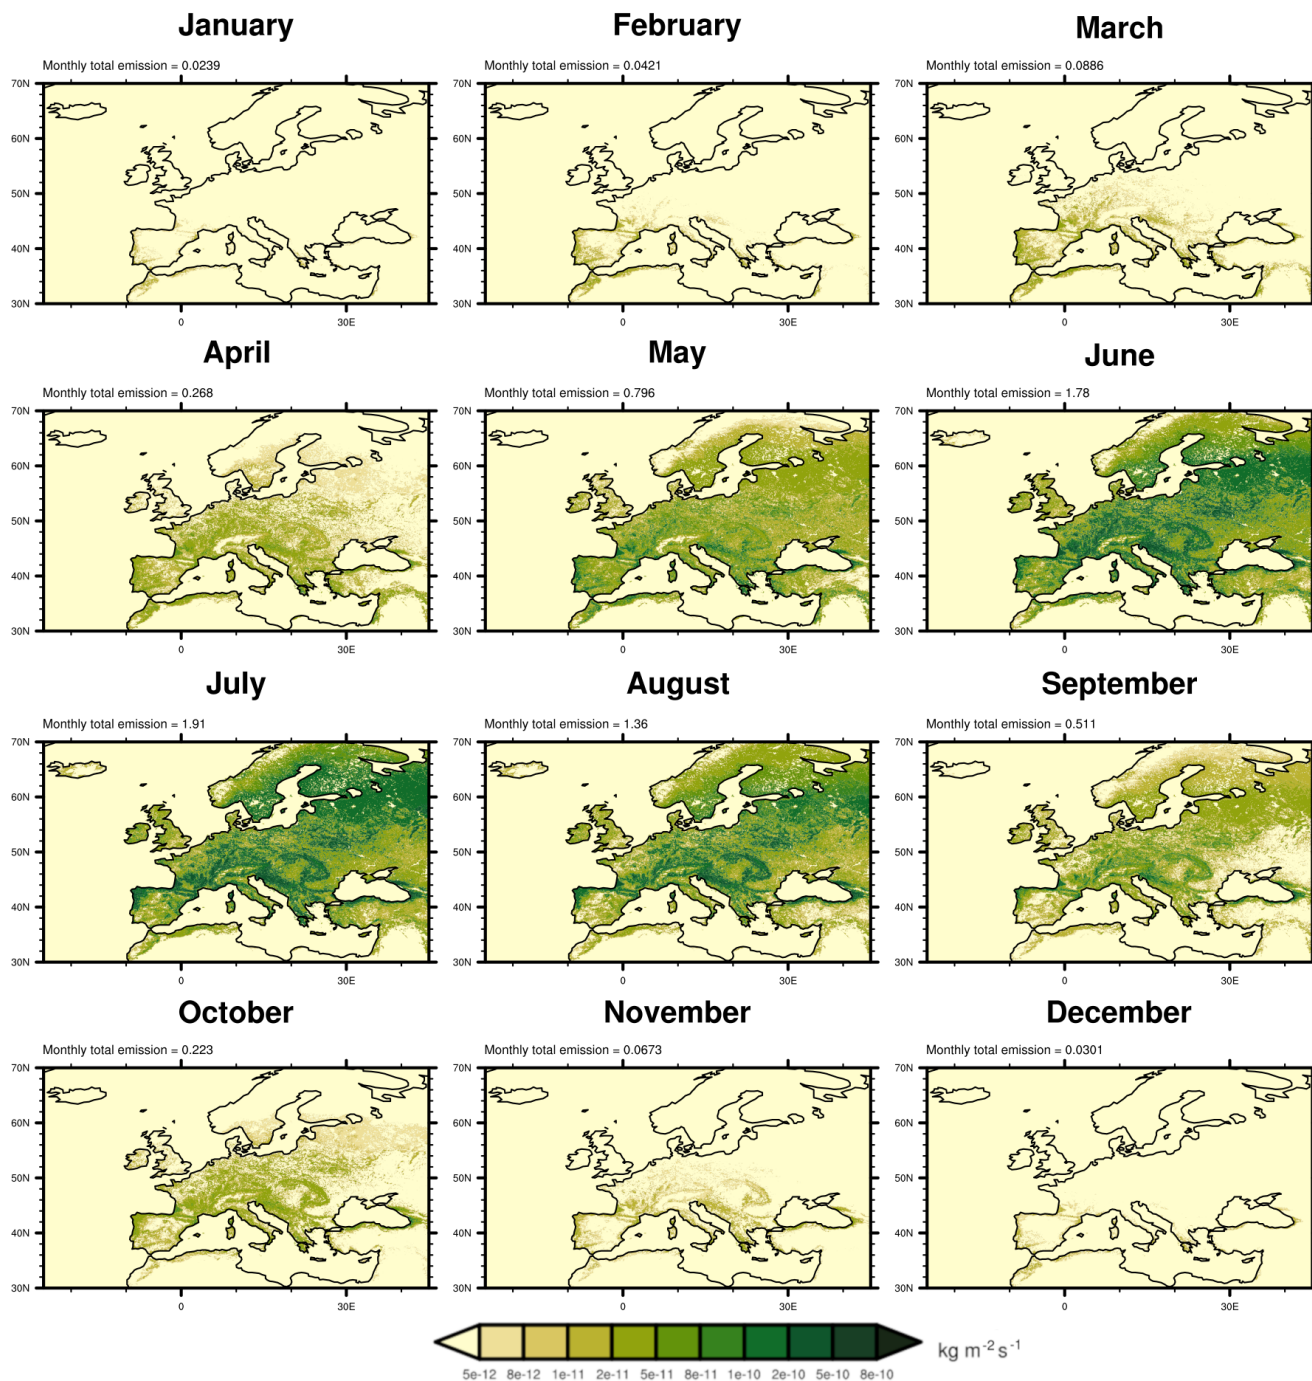 January
February
March
Monthly total emission = 0.0239
Monthly total emission = 0.0421
Monthly total emission = 0.0886
70N
70N
70N
60N
60N
60N
50N
50N
50N
40N
40N
40N
30N
30N
30N
0
30E
0
30E
0
30E
April
May
June
Monthly total emission = 0.268
Monthly total emission = 0.796
Monthly total emission = 1.78
70N
70N
70N
60N
60N
60N
50N
50N
50N
40N
40N
40N
30N
30N
30N
0
30E
0
30E
0
30E
July
August
September
Monthly total emission = 1.91
Monthly total emission = 1.36
Monthly total emission = 0.511
70N
70N
70N
60N
60N
60N
50N
50N
50N
40N
40N
40N
30N
30N
30N
0
30E
0
30E
0
30E
October
November
December
Monthly total emission = 0.223
Monthly total emission = 0.0673
Monthly total emission = 0.0301
70N
70N
70N
60N
60N
60N
50N
50N
50N
40N
40N
40N
30N
30N
30N
0
30E
0
30E
0
30E
kg m⁻² s⁻¹
5e-12 8e-12 1e-11 2e-11 5e-11 8e-11 1e-10 2e-10 5e-10 8e-10